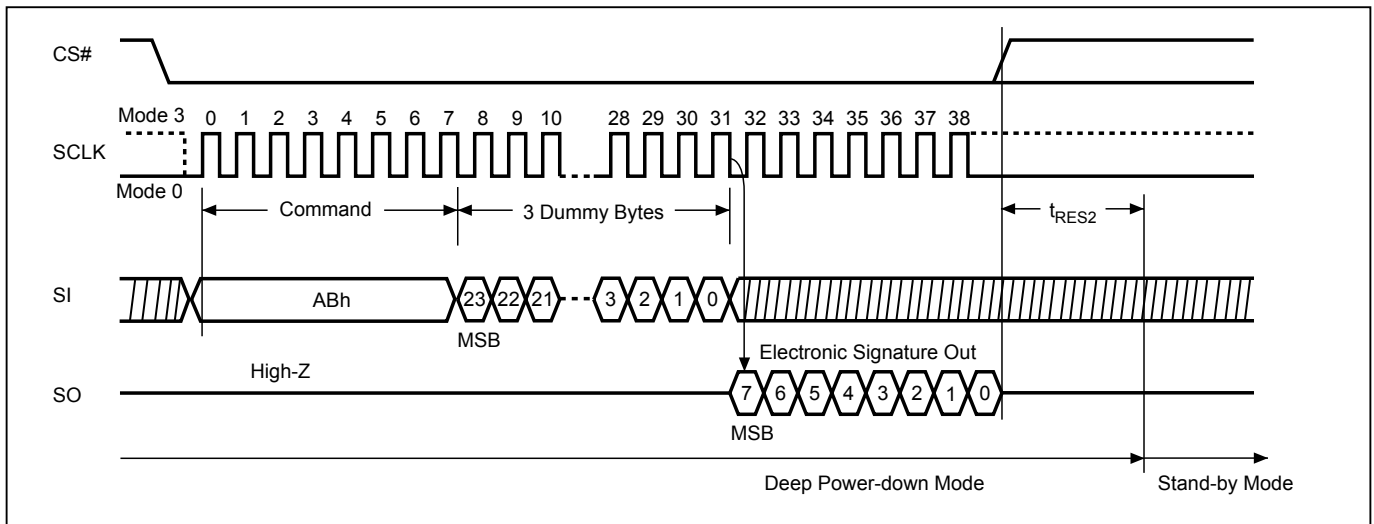 CS#
Mode 3
0 1 2 3 4 5 6 7 8 9 10 28 29 30 31 32 33 34 35 36 37 38
SCLK
Mode 0
Command
3 Dummy Bytes
tRES2
SI
ABh
23 22 21 3 2 1 0
MSB
Electronic Signature Out
High-Z
SO
7 6 5 4 3 2 1 0
MSB
Deep Power-down Mode
Stand-by Mode